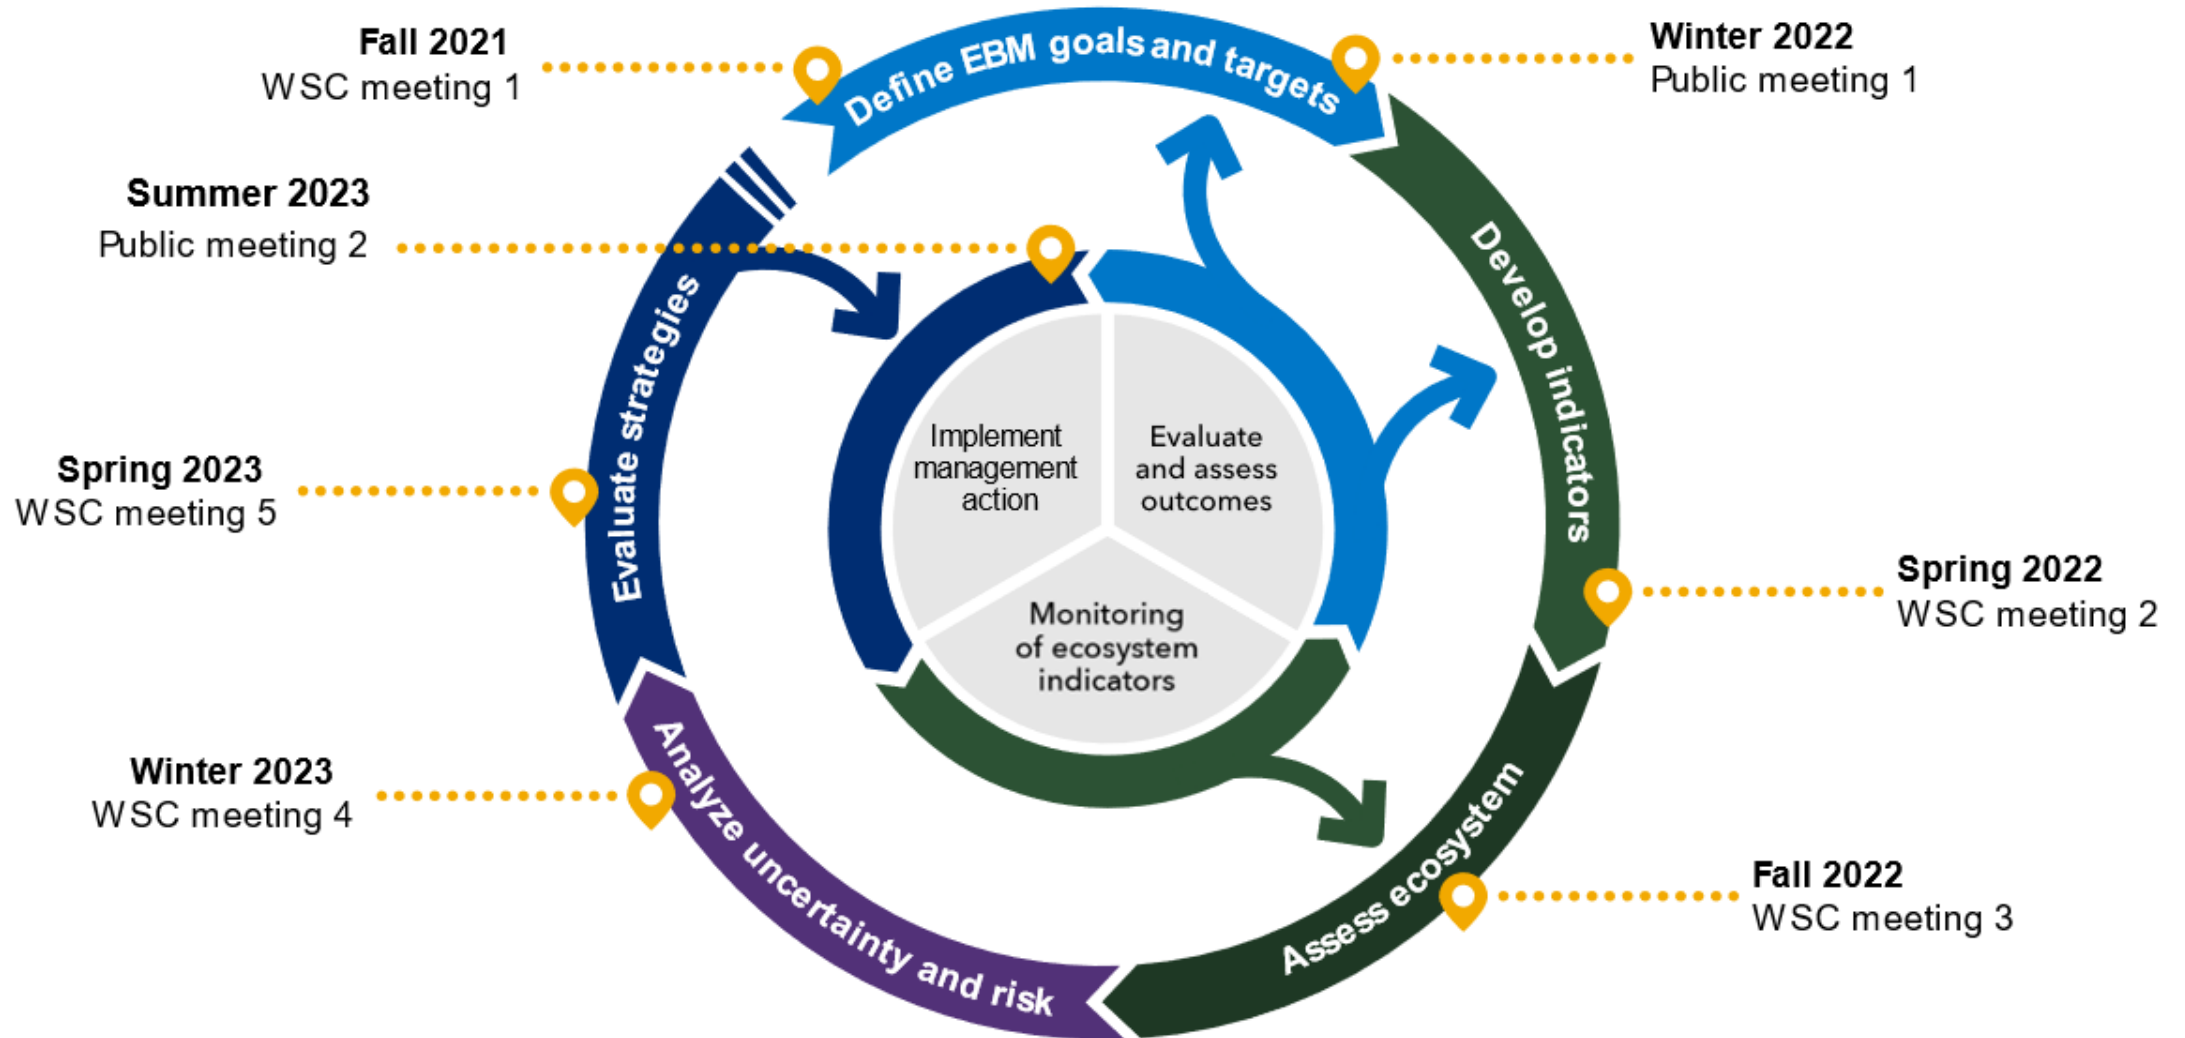 Fall 2021
WSC meeting 1
Define EBM goals and targets
Winter 2022
Public meeting 1
Summer 2023
Public meeting 2
Develop indicators
Evaluate strategies
Implement
management
action
Evaluate
and assess
outcomes
Spring 2023
WSC meeting 5
Monitoring
of ecosystem
indicators
Spring 2022
WSC meeting 2
Winter 2023
WSC meeting 4
Analyze uncertainty and risk
Assess ecosystem
Fall 2022
WSC meeting 3